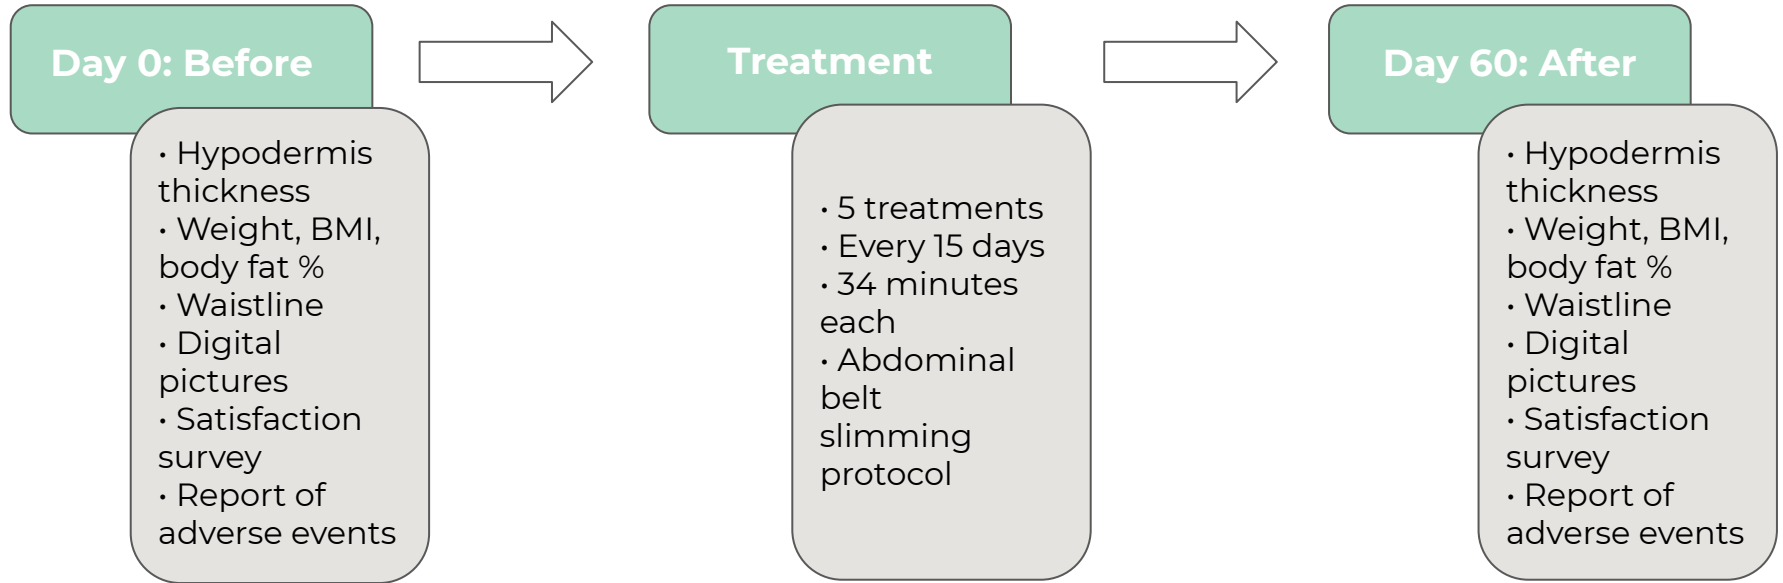 Day 0: Before
• Hypodermis
thickness
• Weight, BMI,
body fat %
• Waistline
• Digital
pictures
• Satisfaction
survey
• Report of
adverse events
Treatment
• 5 treatments
• Every 15 days
• 34 minutes
each
• Abdominal
belt
slimming
protocol
Day 60: After
• Hypodermis
thickness
• Weight, BMI,
body fat %
• Waistline
• Digital
pictures
• Satisfaction
survey
• Report of
adverse events